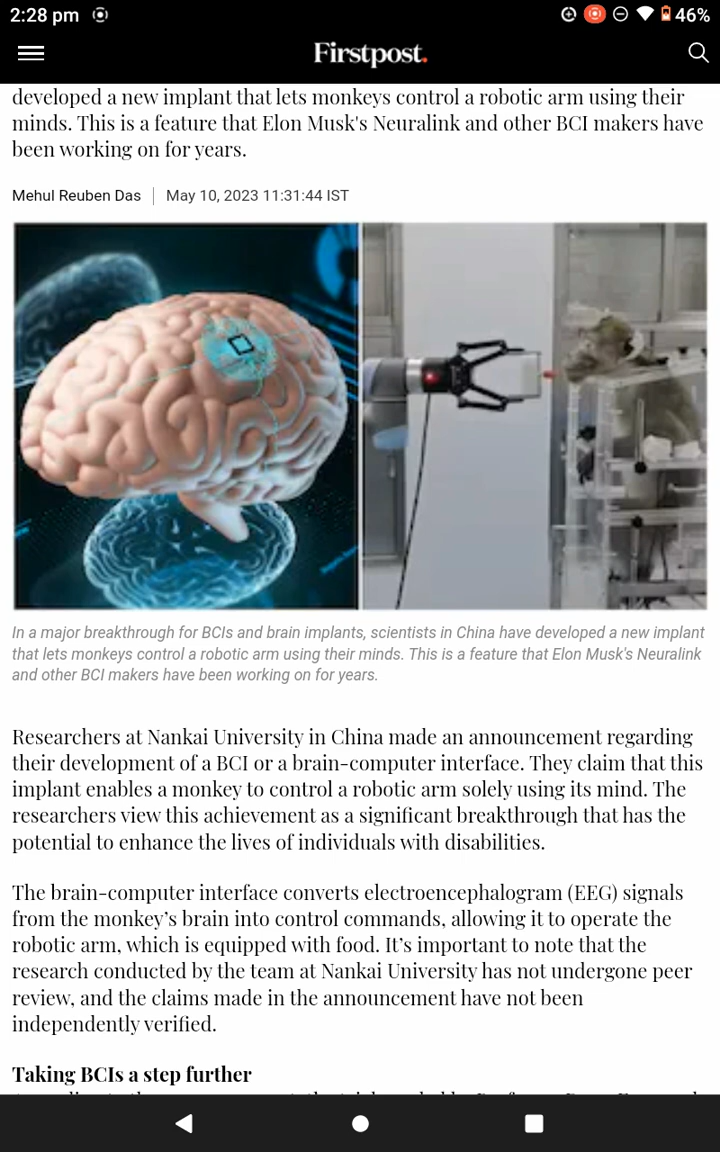 2:28 pm 46%
Firstpost.
developed a new implant that lets monkeys control a robotic arm using their
minds. This is a feature that Elon Musk's Neuralink and other BCI makers have
been working on for years.
Mehul Reuben Das | May 10, 2023 11:31:44 IST
In a major breakthrough for BCIs and brain implants, scientists in China have developed a new implant
that lets monkeys control a robotic arm using their minds. This is a feature that Elon Musk's Neuralink
and other BCI makers have been working on for years.
Researchers at Nankai University in China made an announcement regarding
their development of a BCI or a brain-computer interface. They claim that this
implant enables a monkey to control a robotic arm solely using its mind. The
researchers view this achievement as a significant breakthrough that has the
potential to enhance the lives of individuals with disabilities.
The brain-computer interface converts electroencephalogram (EEG) signals
from the monkey's brain into control commands, allowing it to operate the
robotic arm, which is equipped with food. It's important to note that the
research conducted by the team at Nankai University has not undergone peer
review, and the claims made in the announcement have not been
independently verified.
Taking BCIs a step further